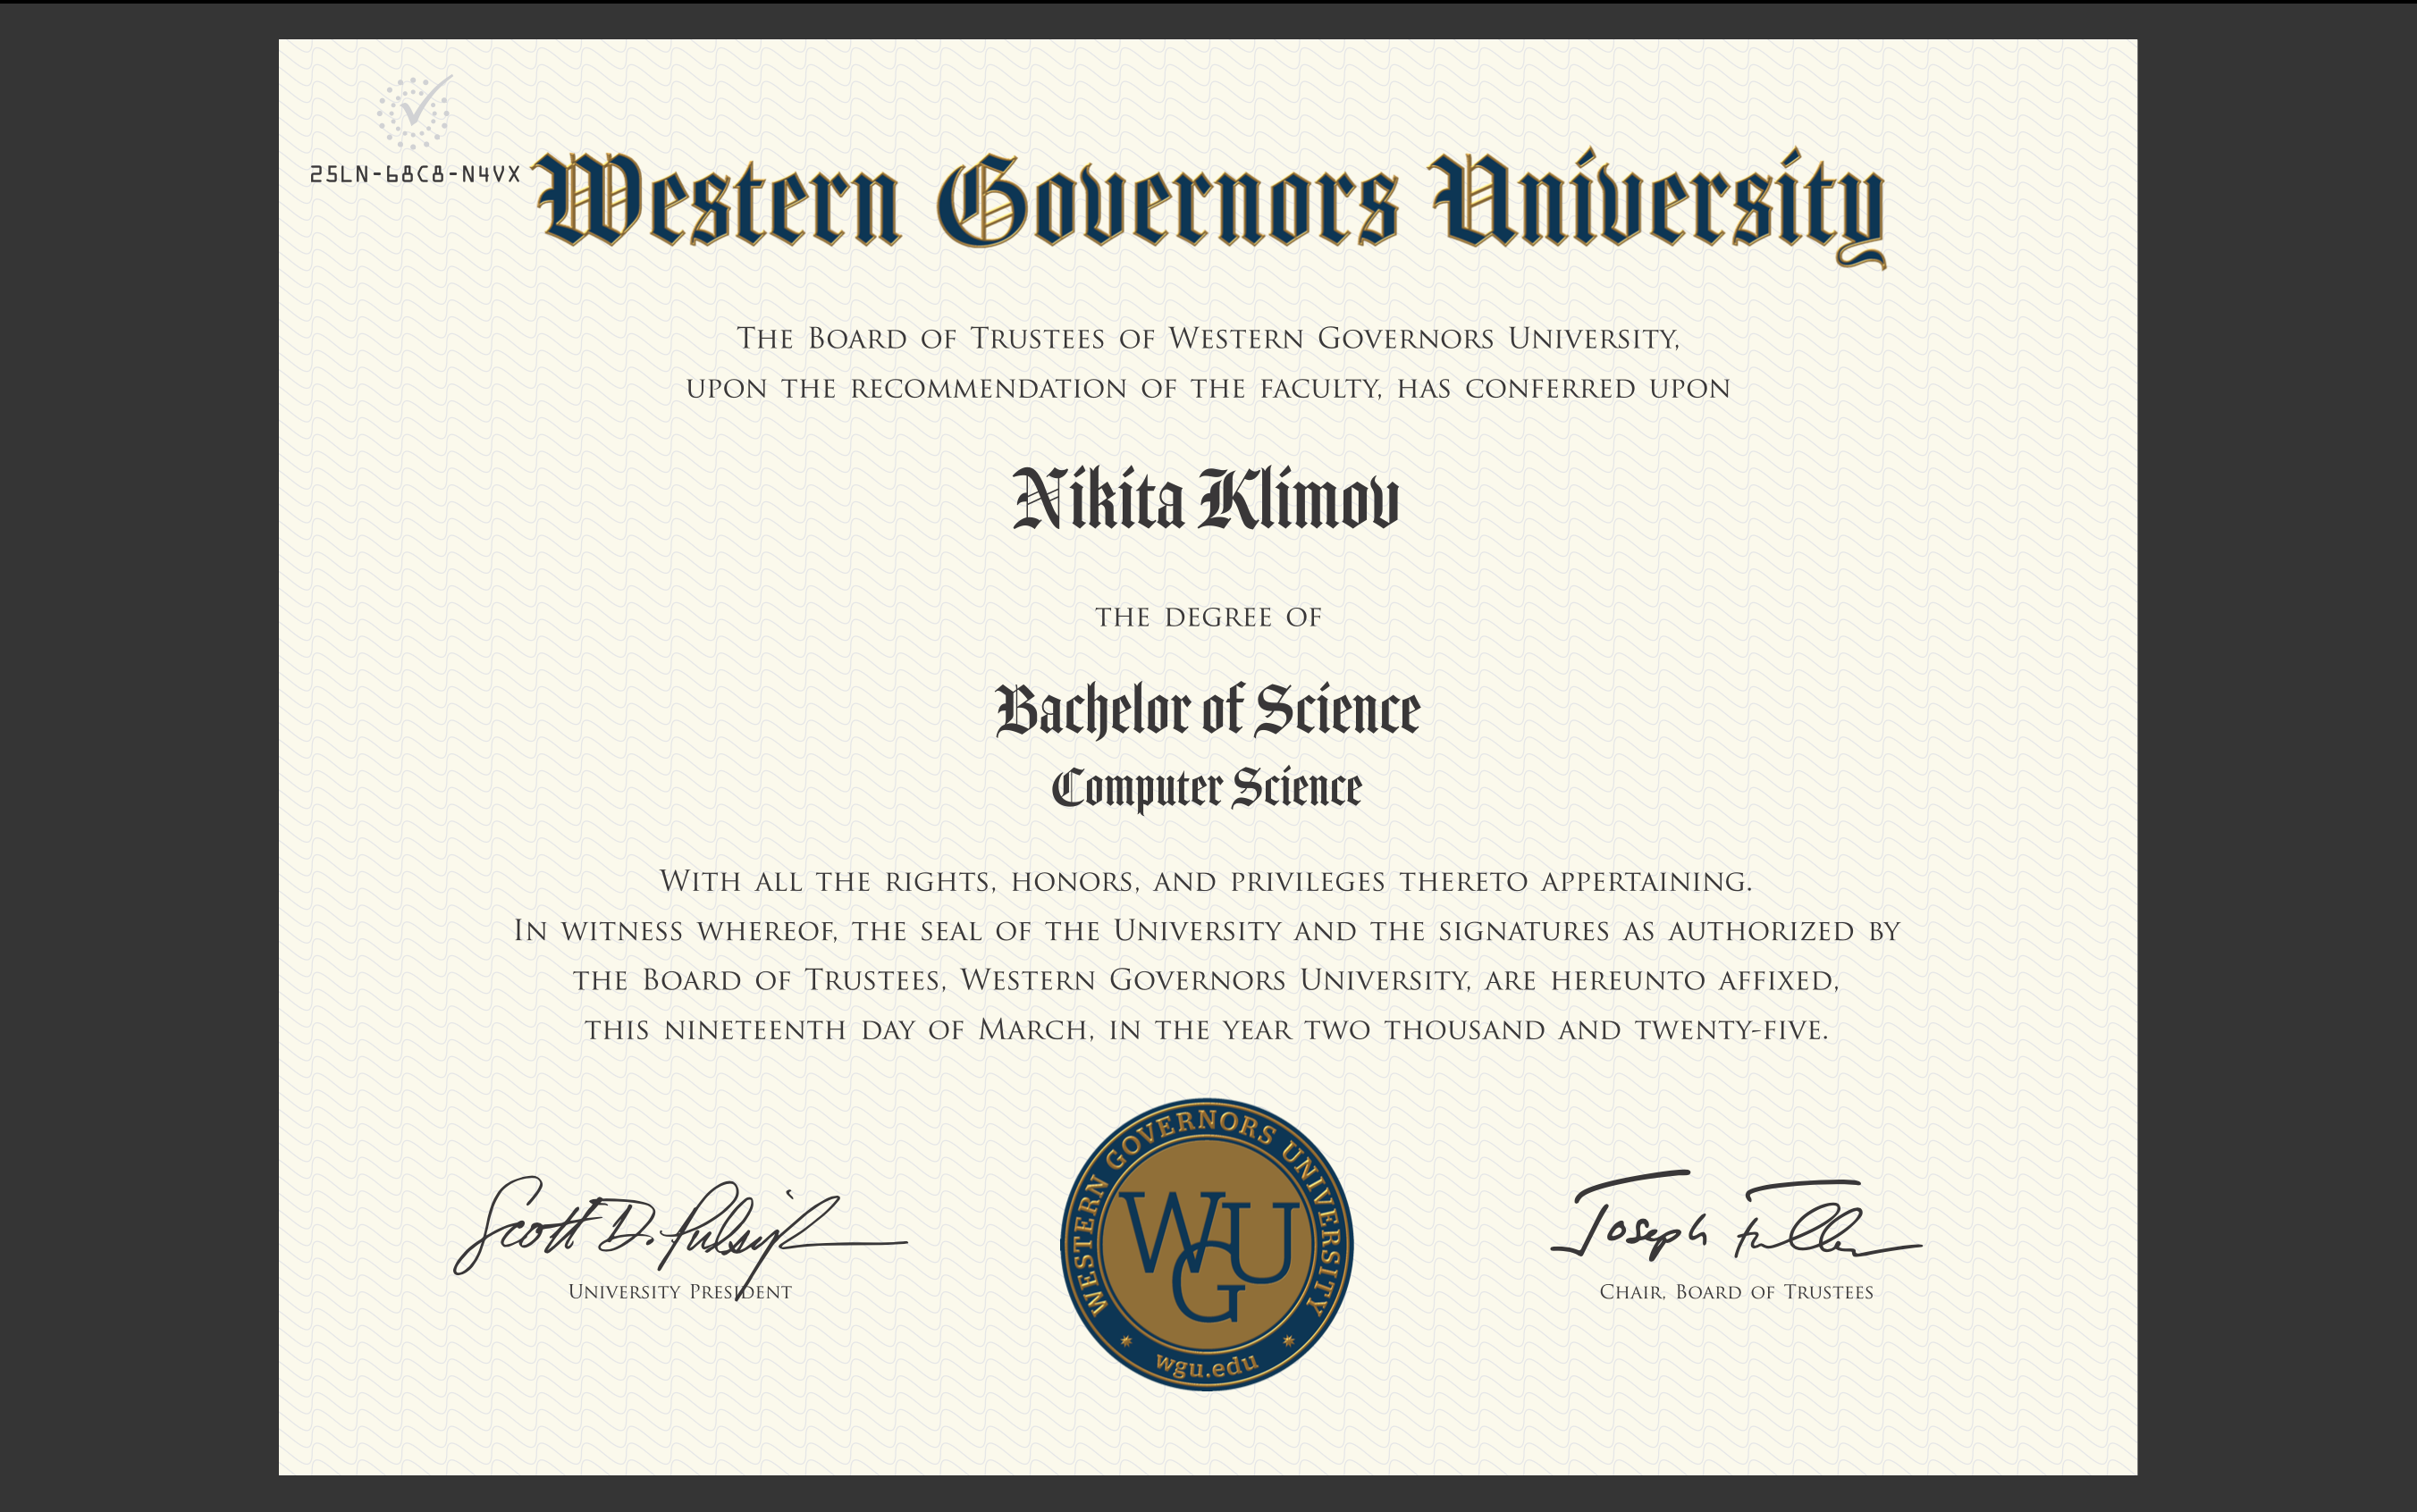 25LN-68C8-N4VX
Western Governors University
The Board of Trustees of Western Governors University,
upon the recommendation of the faculty, has conferred upon
Nikita Klimov
the degree of
Bachelor of Science
Computer Science
With all the rights, honors, and privileges thereto appertaining.
In witness whereof, the seal of the University and the signatures as authorized by
the Board of Trustees, Western Governors University, are hereunto affixed,
this nineteenth day of March, in the year two thousand and twenty-five.
Scott D.
University President
WESTERN GOVERNORS UNIVERSITY
WGU
wgu.edu
Joseph Fuller
Chair, Board of Trustees